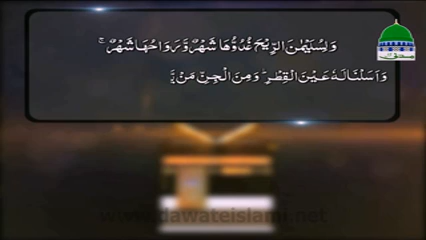 وَلِسُلَيْمٰنَ الرِّيْحَ غُدُوُّهَا شَهْرٌ وَّ رَوَاحُهَا شَهْرٌ ۚ
وَ اَسَلْنَا لَهٗ عَيْنَ الْقِطْرِ ؕ وَ مِنَ الْجِنِّ مَنْ يَّ
www.dawateislami.net